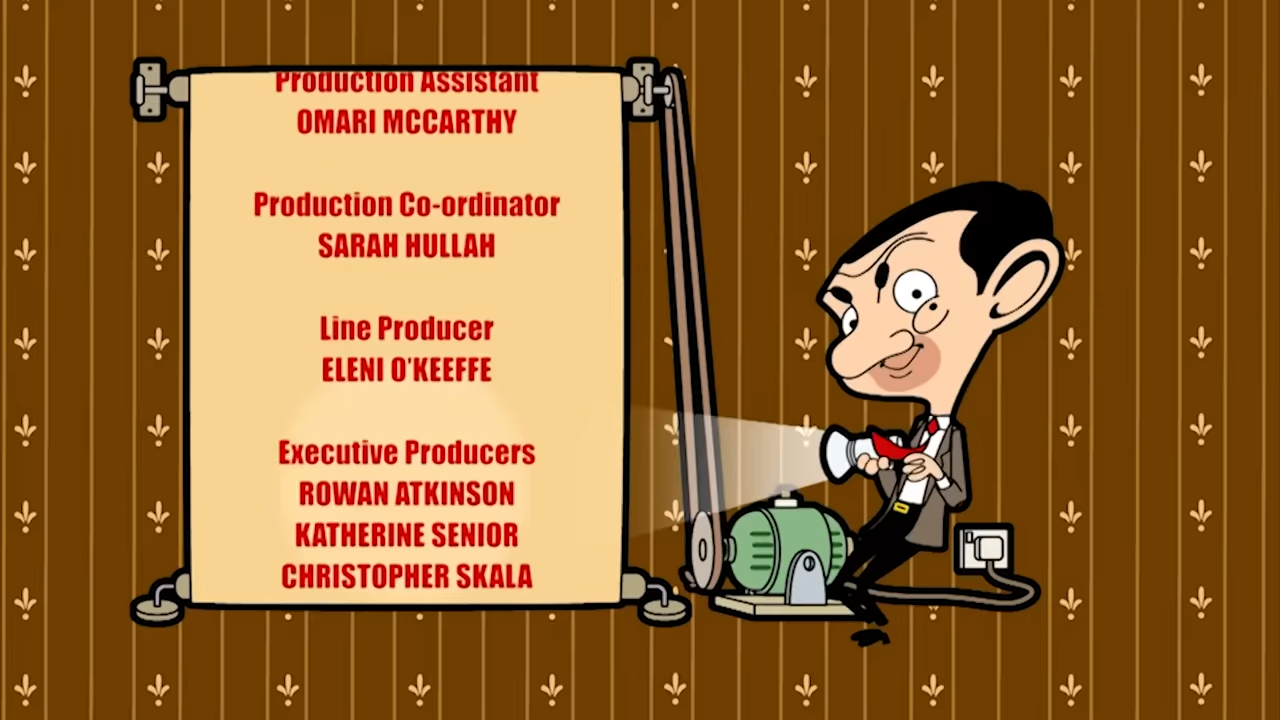 Production Assistant
OMARI MCCARTHY
Production Co-ordinator
SARAH HULLAH
Line Producer
ELENI O'KEEFFE
Executive Producers
ROWAN ATKINSON
KATHERINE SENIOR
CHRISTOPHER SKALA